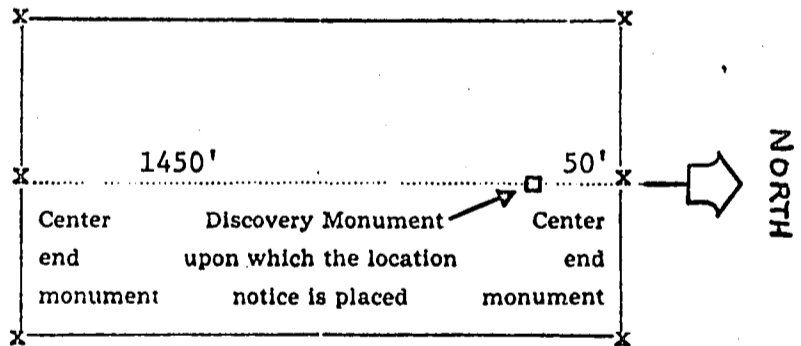 1450' 50'
NORTH
Center Discovery Monument Center
end upon which the location end
monument notice is placed monument